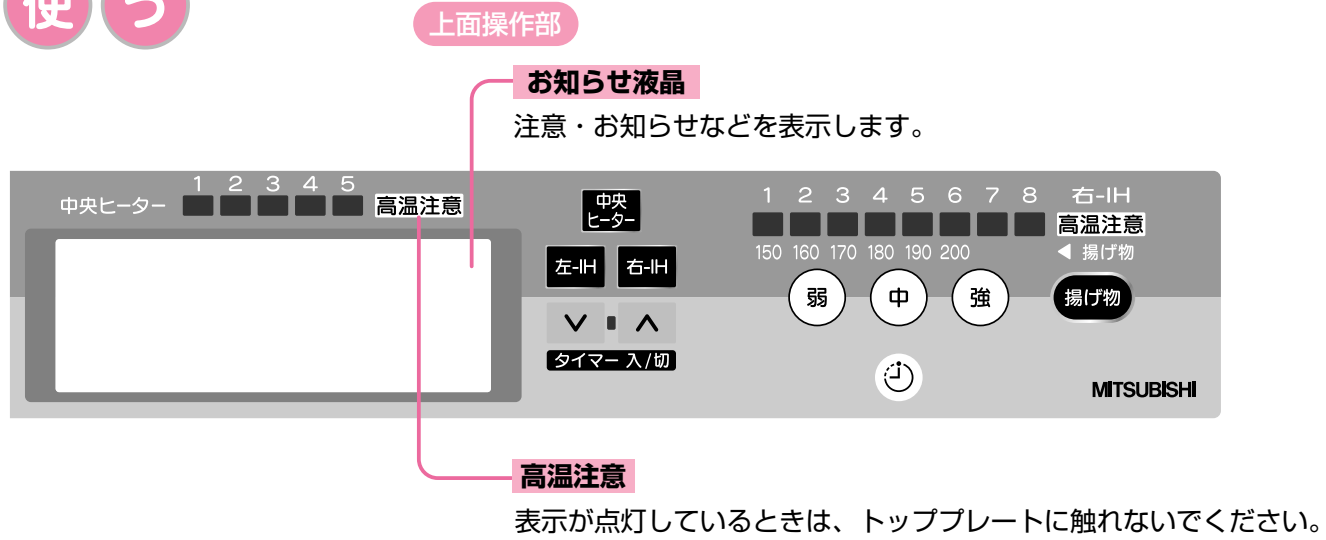 使う
上面操作部
お知らせ液晶
注意・お知らせなどを表示します。
1 2 3 4 5
中央ヒーター 高温注意
中央
ヒーター
左-IH 右-IH
タイマー 入/切
1 2 3 4 5 6 7 8 右-IH
高温注意
150 160 170 180 190 200 ◀ 揚げ物
弱 中 強 揚げ物
MITSUBISHI
高温注意
表示が点灯しているときは、トッププレートに触れないでください。